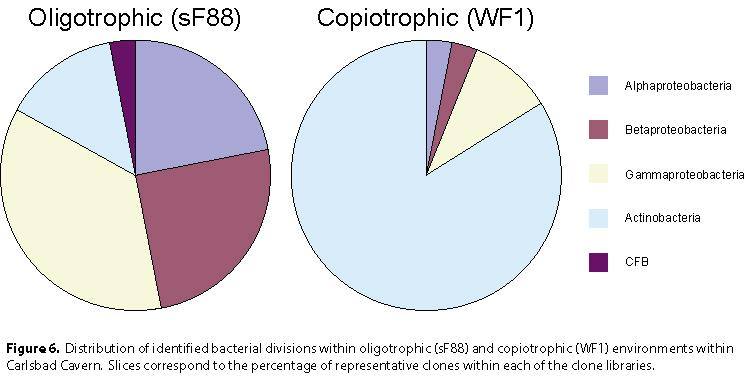 Oligotrophic (sF88)
Copiotrophic (WF1)
Alphaproteobacteria
Betaproteobacteria
Gammaproteobacteria
Actinobacteria
CFB
Figure 6. Distribution of identified bacterial divisions within oligotrophic (sF88) and copiotrophic (WF1) environments within
Carlsbad Cavern. Slices correspond to the percentage of representative clones within each of the clone libraries.